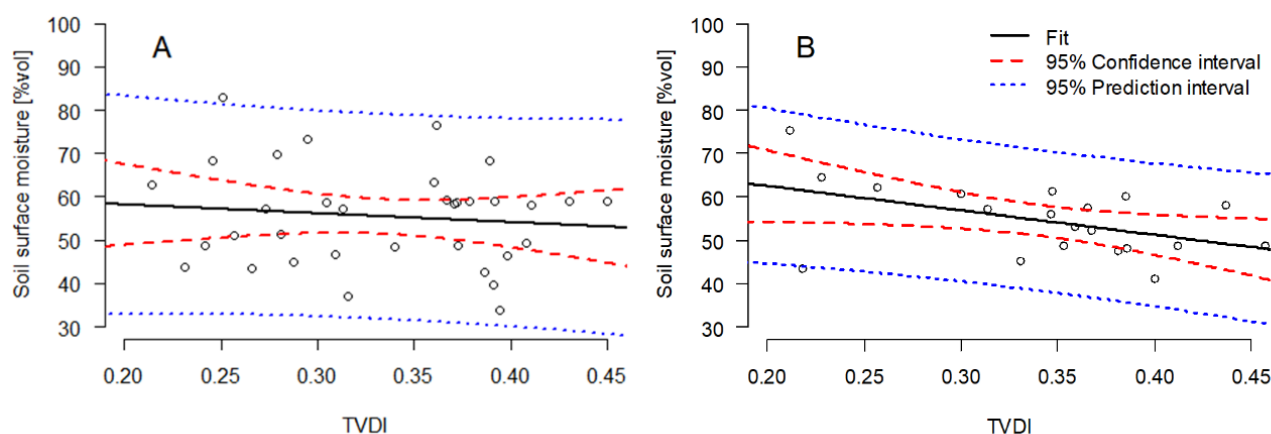 A
Soil surface moisture [%vol]
100
90
80
70
60
50
40
30
0.20 0.25 0.30 0.35 0.40 0.45
TVDI
B
Fit
95% Confidence interval
95% Prediction interval
Soil surface moisture [%vol]
100
90
80
70
60
50
40
30
0.20 0.25 0.30 0.35 0.40 0.45
TVDI